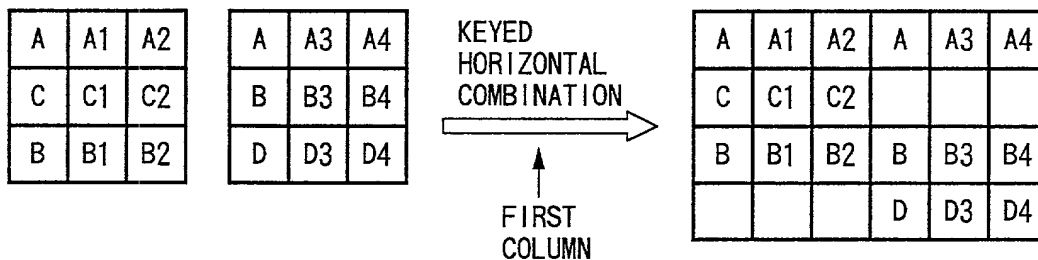 A A1 A2
C C1 C2
B B1 B2
A A3 A4
B B3 B4
D D3 D4
KEYED
HORIZONTAL
COMBINATION
FIRST
COLUMN
A A1 A2 A A3 A4
C C1 C2
B B1 B2 B B3 B4
D D3 D4